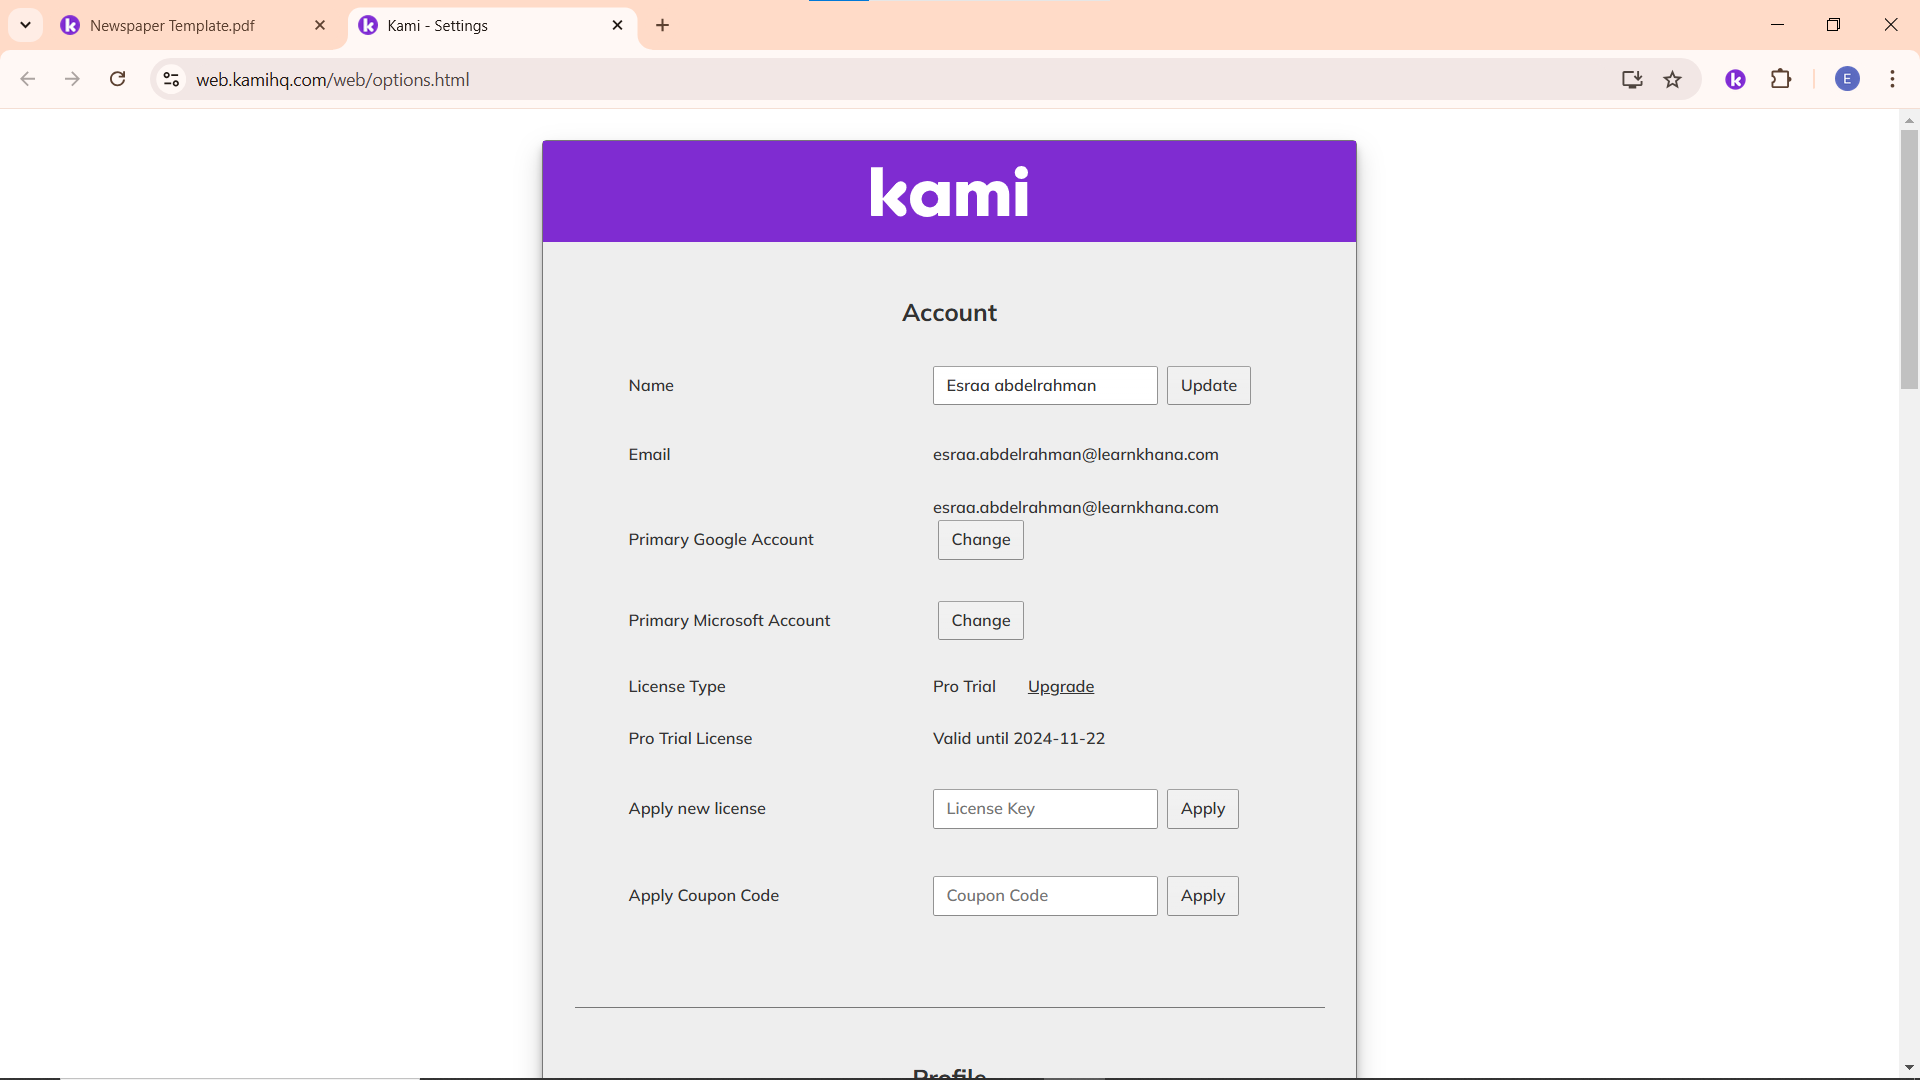 Newspaper Template.pdf
Kami - Settings
web.kamihq.com/web/options.html
E
kami
Account
Name
Esraa abdelrahman
Update
Email
esraa.abdelrahman@learnkhana.com
esraa.abdelrahman@learnkhana.com
Primary Google Account
Change
Primary Microsoft Account
Change
License Type
Pro Trial
Upgrade
Pro Trial License
Valid until 2024-11-22
Apply new license
License Key
Apply
Apply Coupon Code
Coupon Code
Apply
Profile